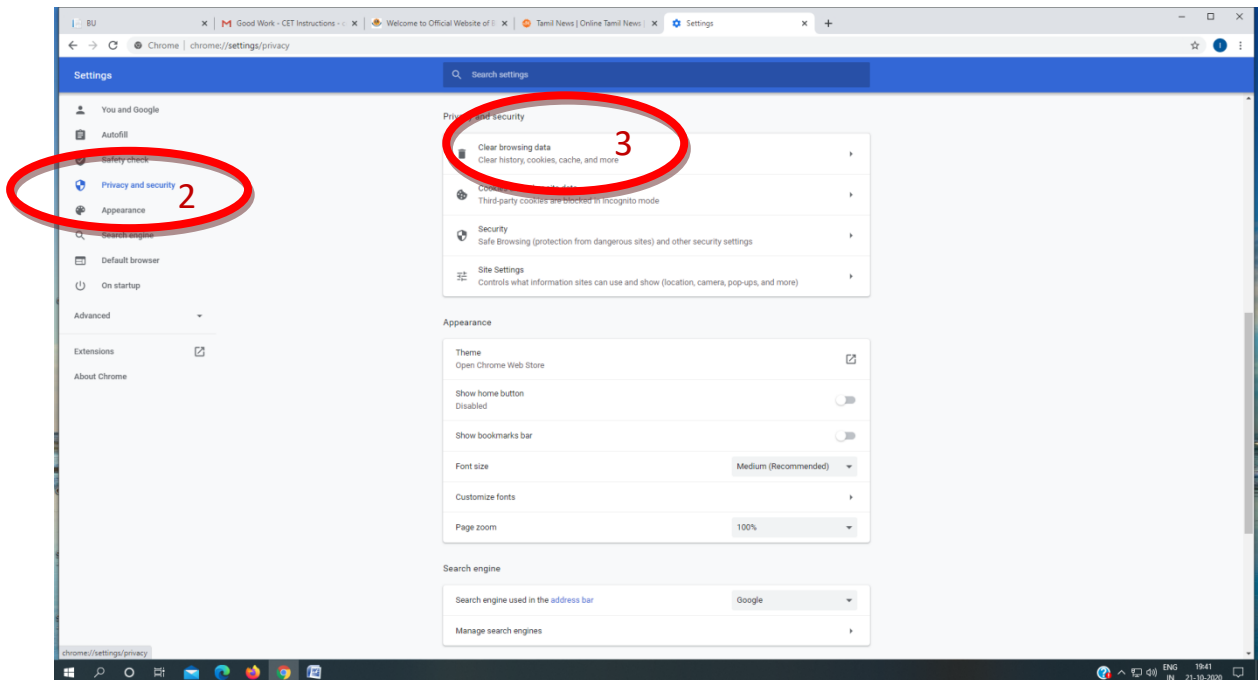 BU
Good Work - CET Instructions -
Welcome to Official Website of
Tamil News | Online Tamil News |
Settings
Chrome | chrome://settings/privacy
Settings
Search settings
You and Google
Autofill
Safety check
Privacy and security
2
Appearance
Search engine
Default browser
On startup
Advanced
Extensions
About Chrome
Privacy and security
Clear browsing data
3
Clear history, cookies, cache, and more
Cookies and other site data
Third-party cookies are blocked in Incognito mode
Security
Safe Browsing (protection from dangerous sites) and other security settings
Site Settings
Controls what information sites can use and show (location, camera, pop-ups, and more)
Appearance
Theme
Open Chrome Web Store
Show home button
Disabled
Show bookmarks bar
Font size
Medium (Recommended)
Customize fonts
Page zoom
100%
Search engine
Search engine used in the address bar
Google
Manage search engines
chrome://settings/privacy
ENG
IN
19:41
21-10-2020